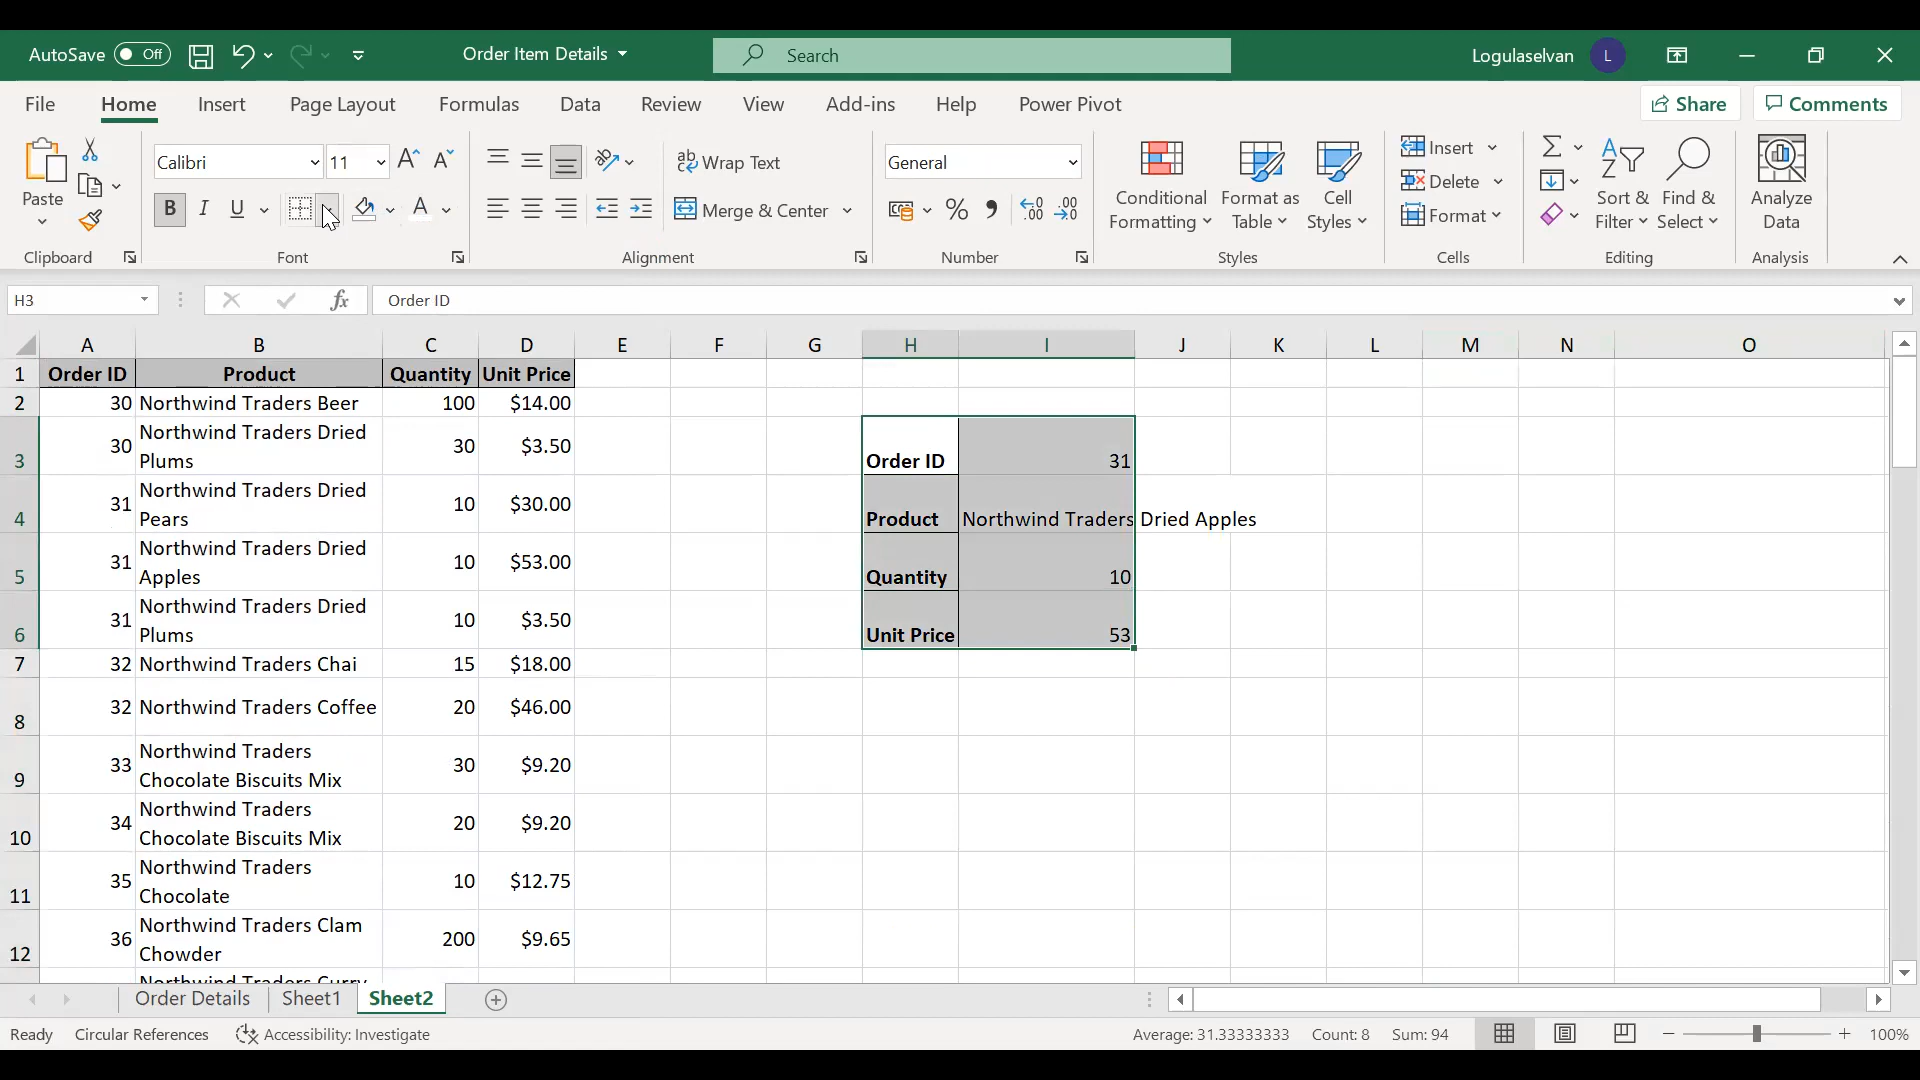 AutoSave Off Order Item Details Search Logulaselvan L
File Home Insert Page Layout Formulas Data Review View Add-ins Help Power Pivot Share Comments
Paste
Calibri 11 A A
B I U A
ab Wrap Text
Merge & Center
General
% , .00 .00
Conditional Formatting
Format as Table
Cell Styles
Insert
Delete
Format
Sort & Filter
Find & Select
Analyze Data
Clipboard Font Alignment Number Styles Cells Editing Analysis
H3 fx Order ID
A B C D E F G H I J K L M N O
1 Order ID Product Quantity Unit Price
2 30 Northwind Traders Beer 100 $14.00
3 30 Northwind Traders Dried Plums 30 $3.50 Order ID 31
4 31 Northwind Traders Dried Pears 10 $30.00 Product Northwind Traders Dried Apples
5 31 Northwind Traders Dried Apples 10 $53.00 Quantity 10
6 31 Northwind Traders Dried Plums 10 $3.50 Unit Price 53
7 32 Northwind Traders Chai 15 $18.00
8 32 Northwind Traders Coffee 20 $46.00
9 33 Northwind Traders Chocolate Biscuits Mix 30 $9.20
10 34 Northwind Traders Chocolate Biscuits Mix 20 $9.20
11 35 Northwind Traders Chocolate 10 $12.75
12 36 Northwind Traders Clam Chowder 200 $9.65
Northwind Traders Curry
Order Details Sheet1 Sheet2
Ready Circular References Accessibility: Investigate Average: 31.33333333 Count: 8 Sum: 94 100%